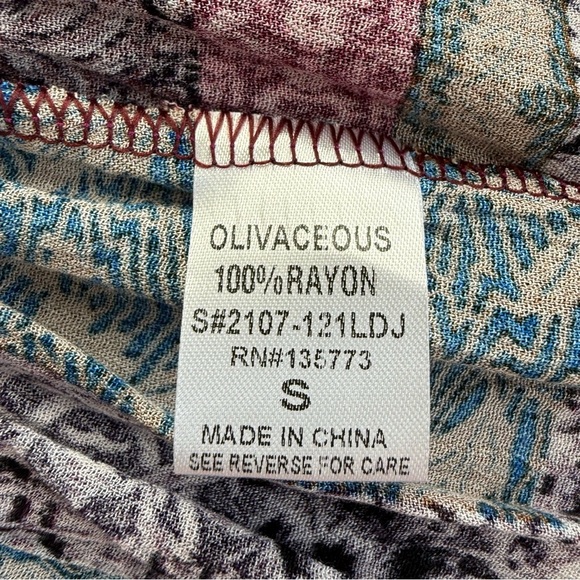 OLIVACEOUS
100%RAYON
S#2107-121LDJ
RN#135773
S
MADE IN CHINA
SEE REVERSE FOR CARE